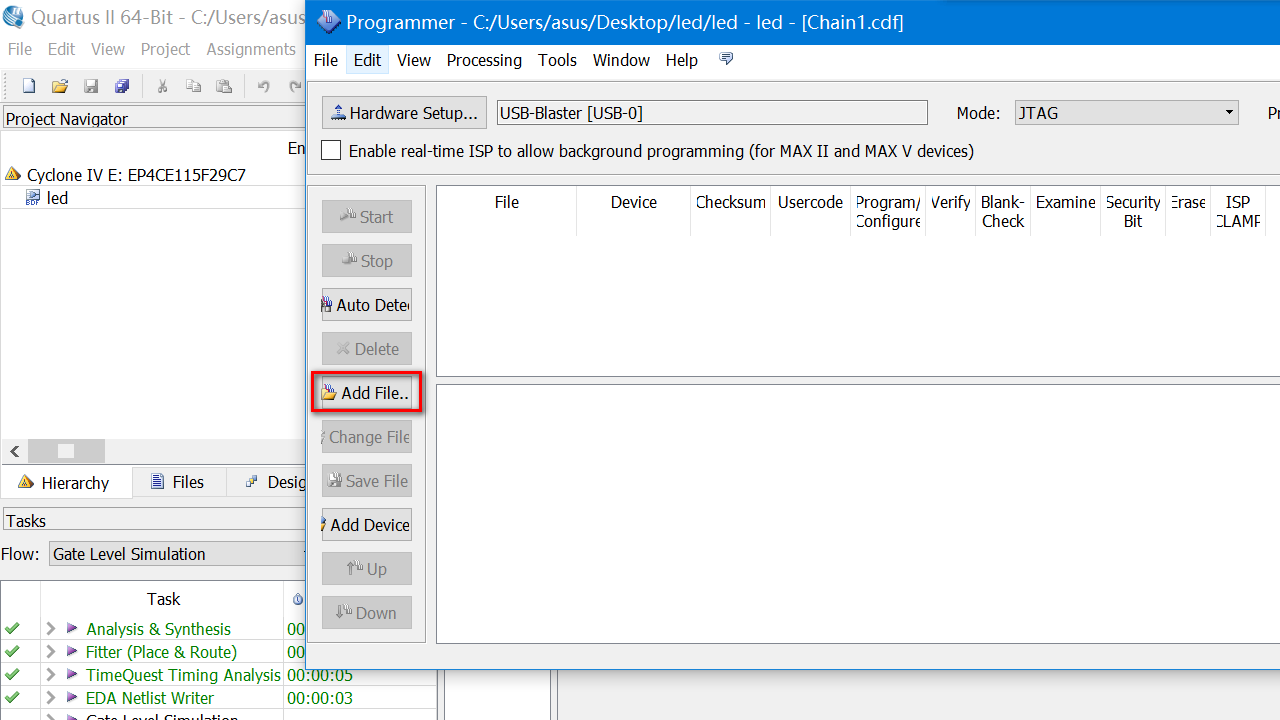 Quartus II 64-Bit - C:/Users/asus
File Edit View Project Assignments
Project Navigator
Cyclone IV E: EP4CE115F29C7
led
Hierarchy Files
Tasks
Flow: Gate Level Simulation
Task
Analysis & Synthesis 00
Fitter (Place & Route) 00
TimeQuest Timing Analysis 00:00:05
EDA Netlist Writer 00:00:03
Gate Level Simulation
Programmer - C:/Users/asus/Desktop/led/led - led - [Chain1.cdf]
File Edit View Processing Tools Window Help
Hardware Setup... USB-Blaster [USB-0] Mode: JTAG
Enable real-time ISP to allow background programming (for MAX II and MAX V devices)
Start
Stop
Auto Detec
Delete
Add File..
Change File
Save File
Add Device
Up
Down
File Device Checksum Usercode Program/ Verify Blank- Examine Security Erase ISP
Configure Check Bit CLAMP